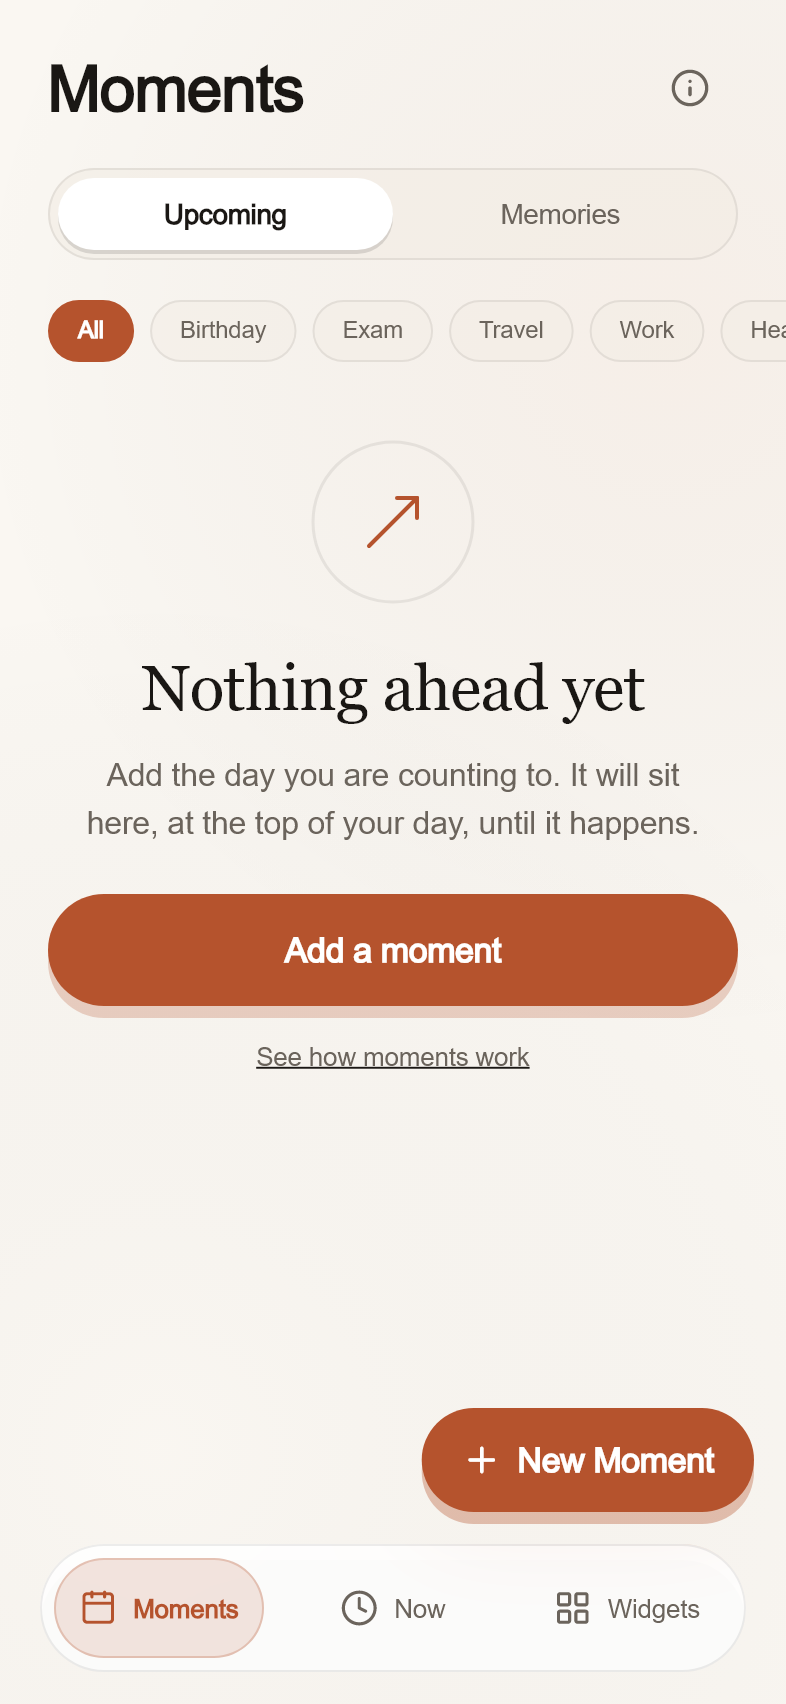 Moments
Upcoming
Memories
All
Birthday
Exam
Travel
Work
Nothing ahead yet
Add the day you are counting to. It will sit
here, at the top of your day, until it happens.
Add a moment
See how moments work
New Moment
Moments
Now
Widgets